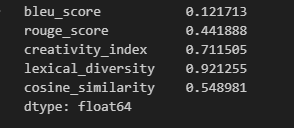 bleu_score 0.121713
rouge_score 0.441888
creativity_index 0.711505
lexical_diversity 0.921255
cosine_similarity 0.548981
dtype: float64